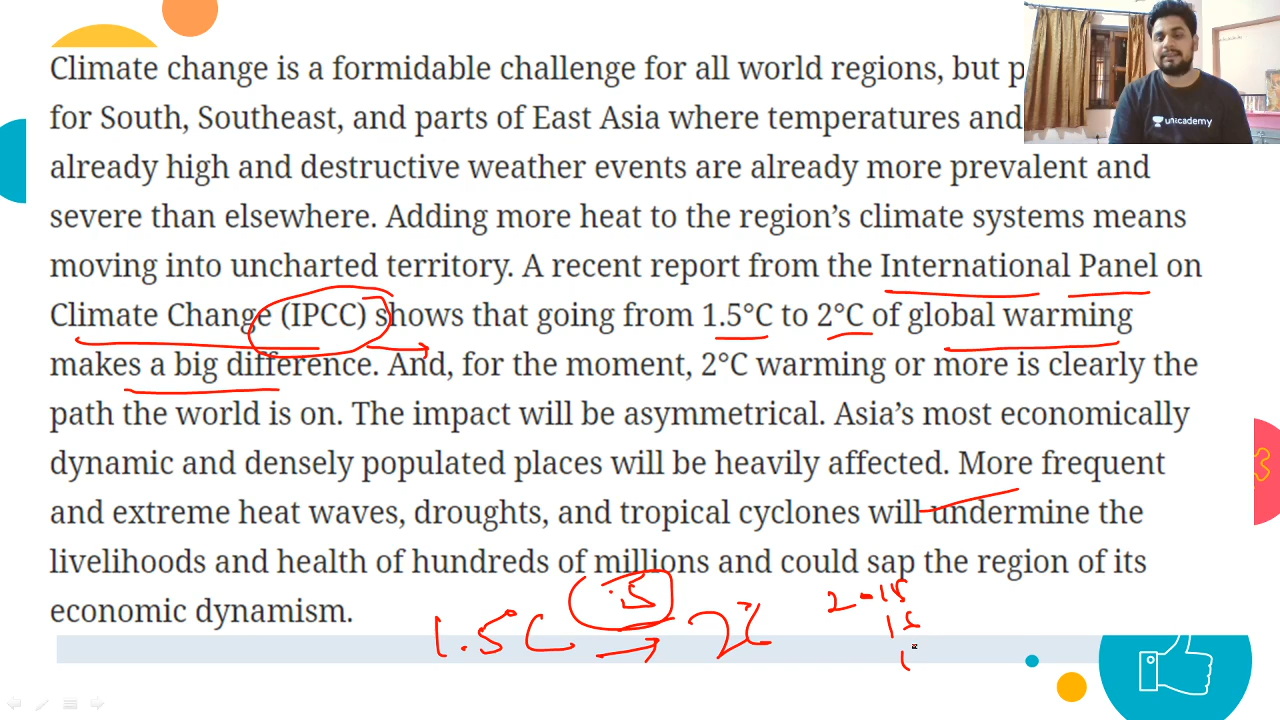 Climate change is a formidable challenge for all world regions, but p
for South, Southeast, and parts of East Asia where temperatures and
already high and destructive weather events are already more prevalent and
severe than elsewhere. Adding more heat to the region's climate systems means
moving into uncharted territory. A recent report from the International Panel on
Climate Change (IPCC) shows that going from 1.5°C to 2°C of global warming
makes a big difference. And, for the moment, 2°C warming or more is clearly the
path the world is on. The impact will be asymmetrical. Asia's most economically
dynamic and densely populated places will be heavily affected. More frequent
and extreme heat waves, droughts, and tropical cyclones will undermine the
livelihoods and health of hundreds of millions and could sap the region of its
economic dynamism.
unacademy
.5
1.5°C → 2°C